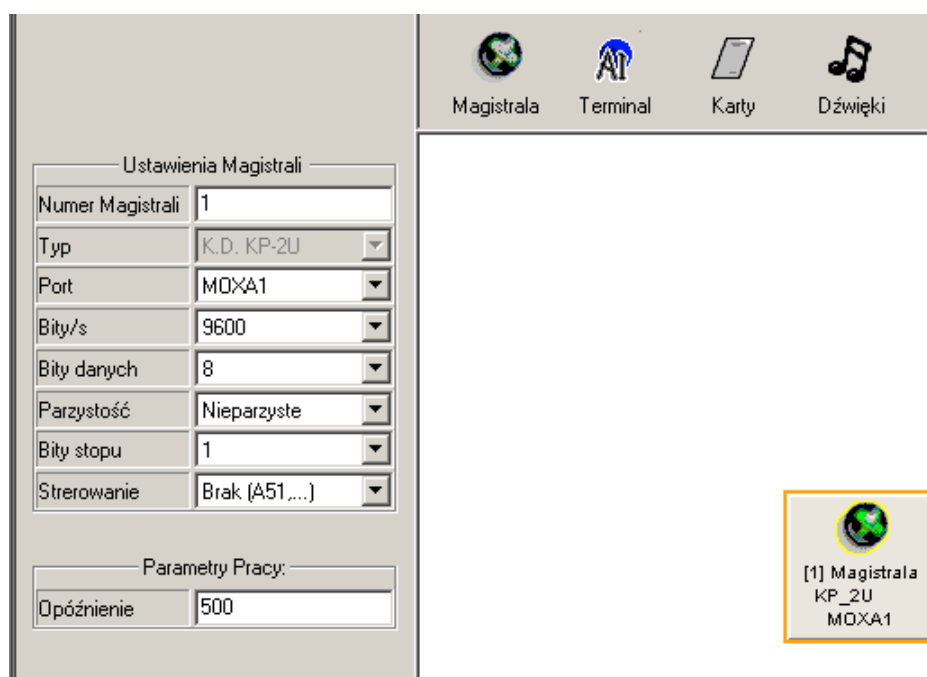 Magistrala Terminal Karty Dźwięki
Ustawienia Magistrali
Numer Magistrali 1
Typ K.D. KP-2U
Port MOXA1
Bity/s 9600
Bity danych 8
Parzystość Nieparzyste
Bity stopu 1
Strerowanie Brak (A51,...)
Parametry Pracy:
Opóźnienie 500
[1] Magistrala
KP_2U
MOXA1